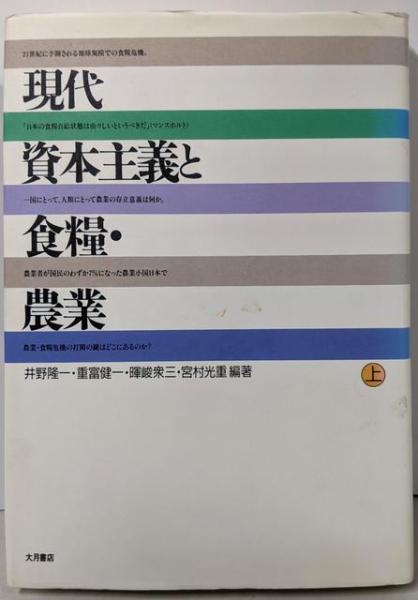 21世紀に予測される地球規模での食糧危機。
現代
「日本の食糧自給状態は由々しいというべきだ」(マンスホルト)
資本主義と
一国にとって、人類にとって農業の存立意義は何か。
食糧・
農業者が国民のわずか7%になった農業小国日本で
農業
農業・食糧危機の打開の鍵はどこにあるのか?
井野隆一・重富健一・暉峻衆三・宮村光重 編著
上
大月書店